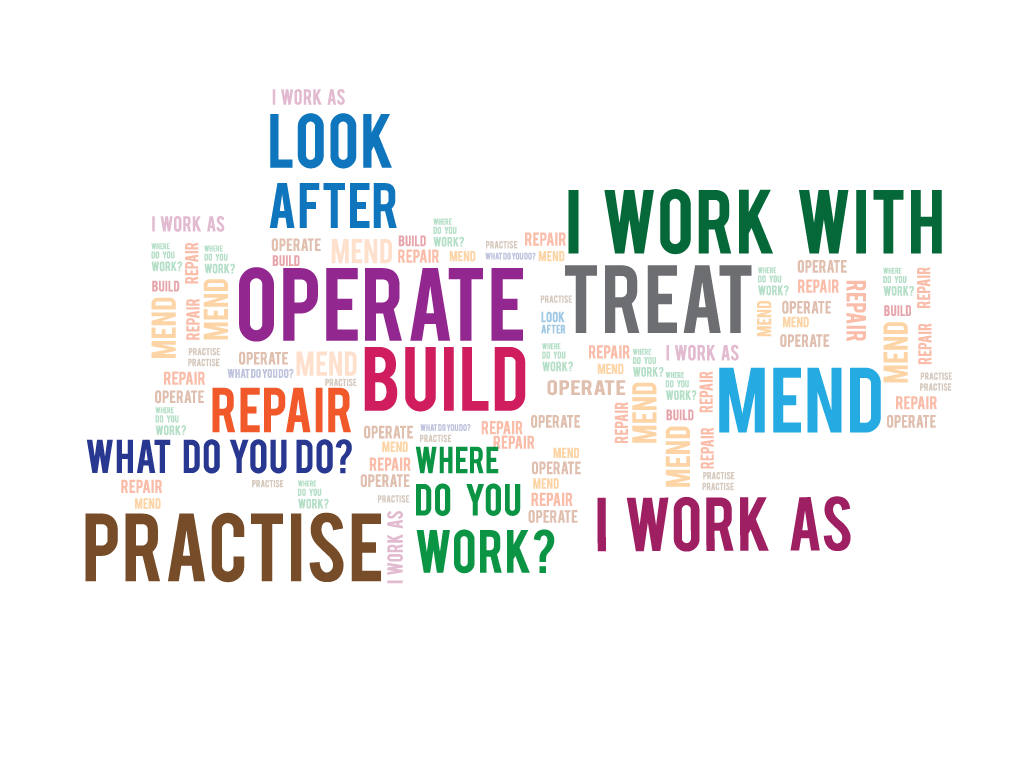 I WORK AS
LOOK
AFTER
I WORK WITH
I WORK AS
WHERE
DO YOU
WORK?
REPAIR
WHERE
DO YOU
WORK?
BUILD
MEND
REPAIR
MEND
OPERATE
BUILD
MEND
BUILD
REPAIR
WHERE
DO YOU
WORK?
MEND
PRACTISE
WHAT DO YOU DO?
REPAIR
MEND
OPERATE
TREAT
PRACTISE
LOOK
AFTER
WHERE
DO YOU
WORK?
MEND
OPERATE
REPAIR
OPERATE
MEND
OPERATE
REPAIR
WHERE
DO YOU
WORK?
BUILD
MEND
REPAIR
REPAIR
PRACTISE
PRACTISE
REPAIR
OPERATE
PRACTISE
PRACTISE
REPAIR
OPERATE
WHERE
DO YOU
WORK?
OPERATE
WHAT DO YOU DO?
MEND
PRACTISE
BUILD
WHERE
DO YOU
WORK?
REPAIR
MEND
OPERATE
WHERE
DO YOU
WORK?
I WORK AS
WHERE
DO YOU
WORK?
BUILD
REPAIR
MEND
MEND
REPAIR
REPAIR
PRACTISE
PRACTISE
MEND
REPAIR
WHAT DO YOU DO?
OPERATE
MEND
REPAIR
OPERATE
PRACTISE
WHAT DO YOU DO?
PRACTISE
REPAIR
REPAIR
OPERATE
MEND
OPERATE
MEND
REPAIR
OPERATE
WHERE
DO YOU
WORK?
REPAIR
MEND
PRACTISE
WHERE
DO YOU
WORK?
PRACTISE
I WORK AS
I WORK AS